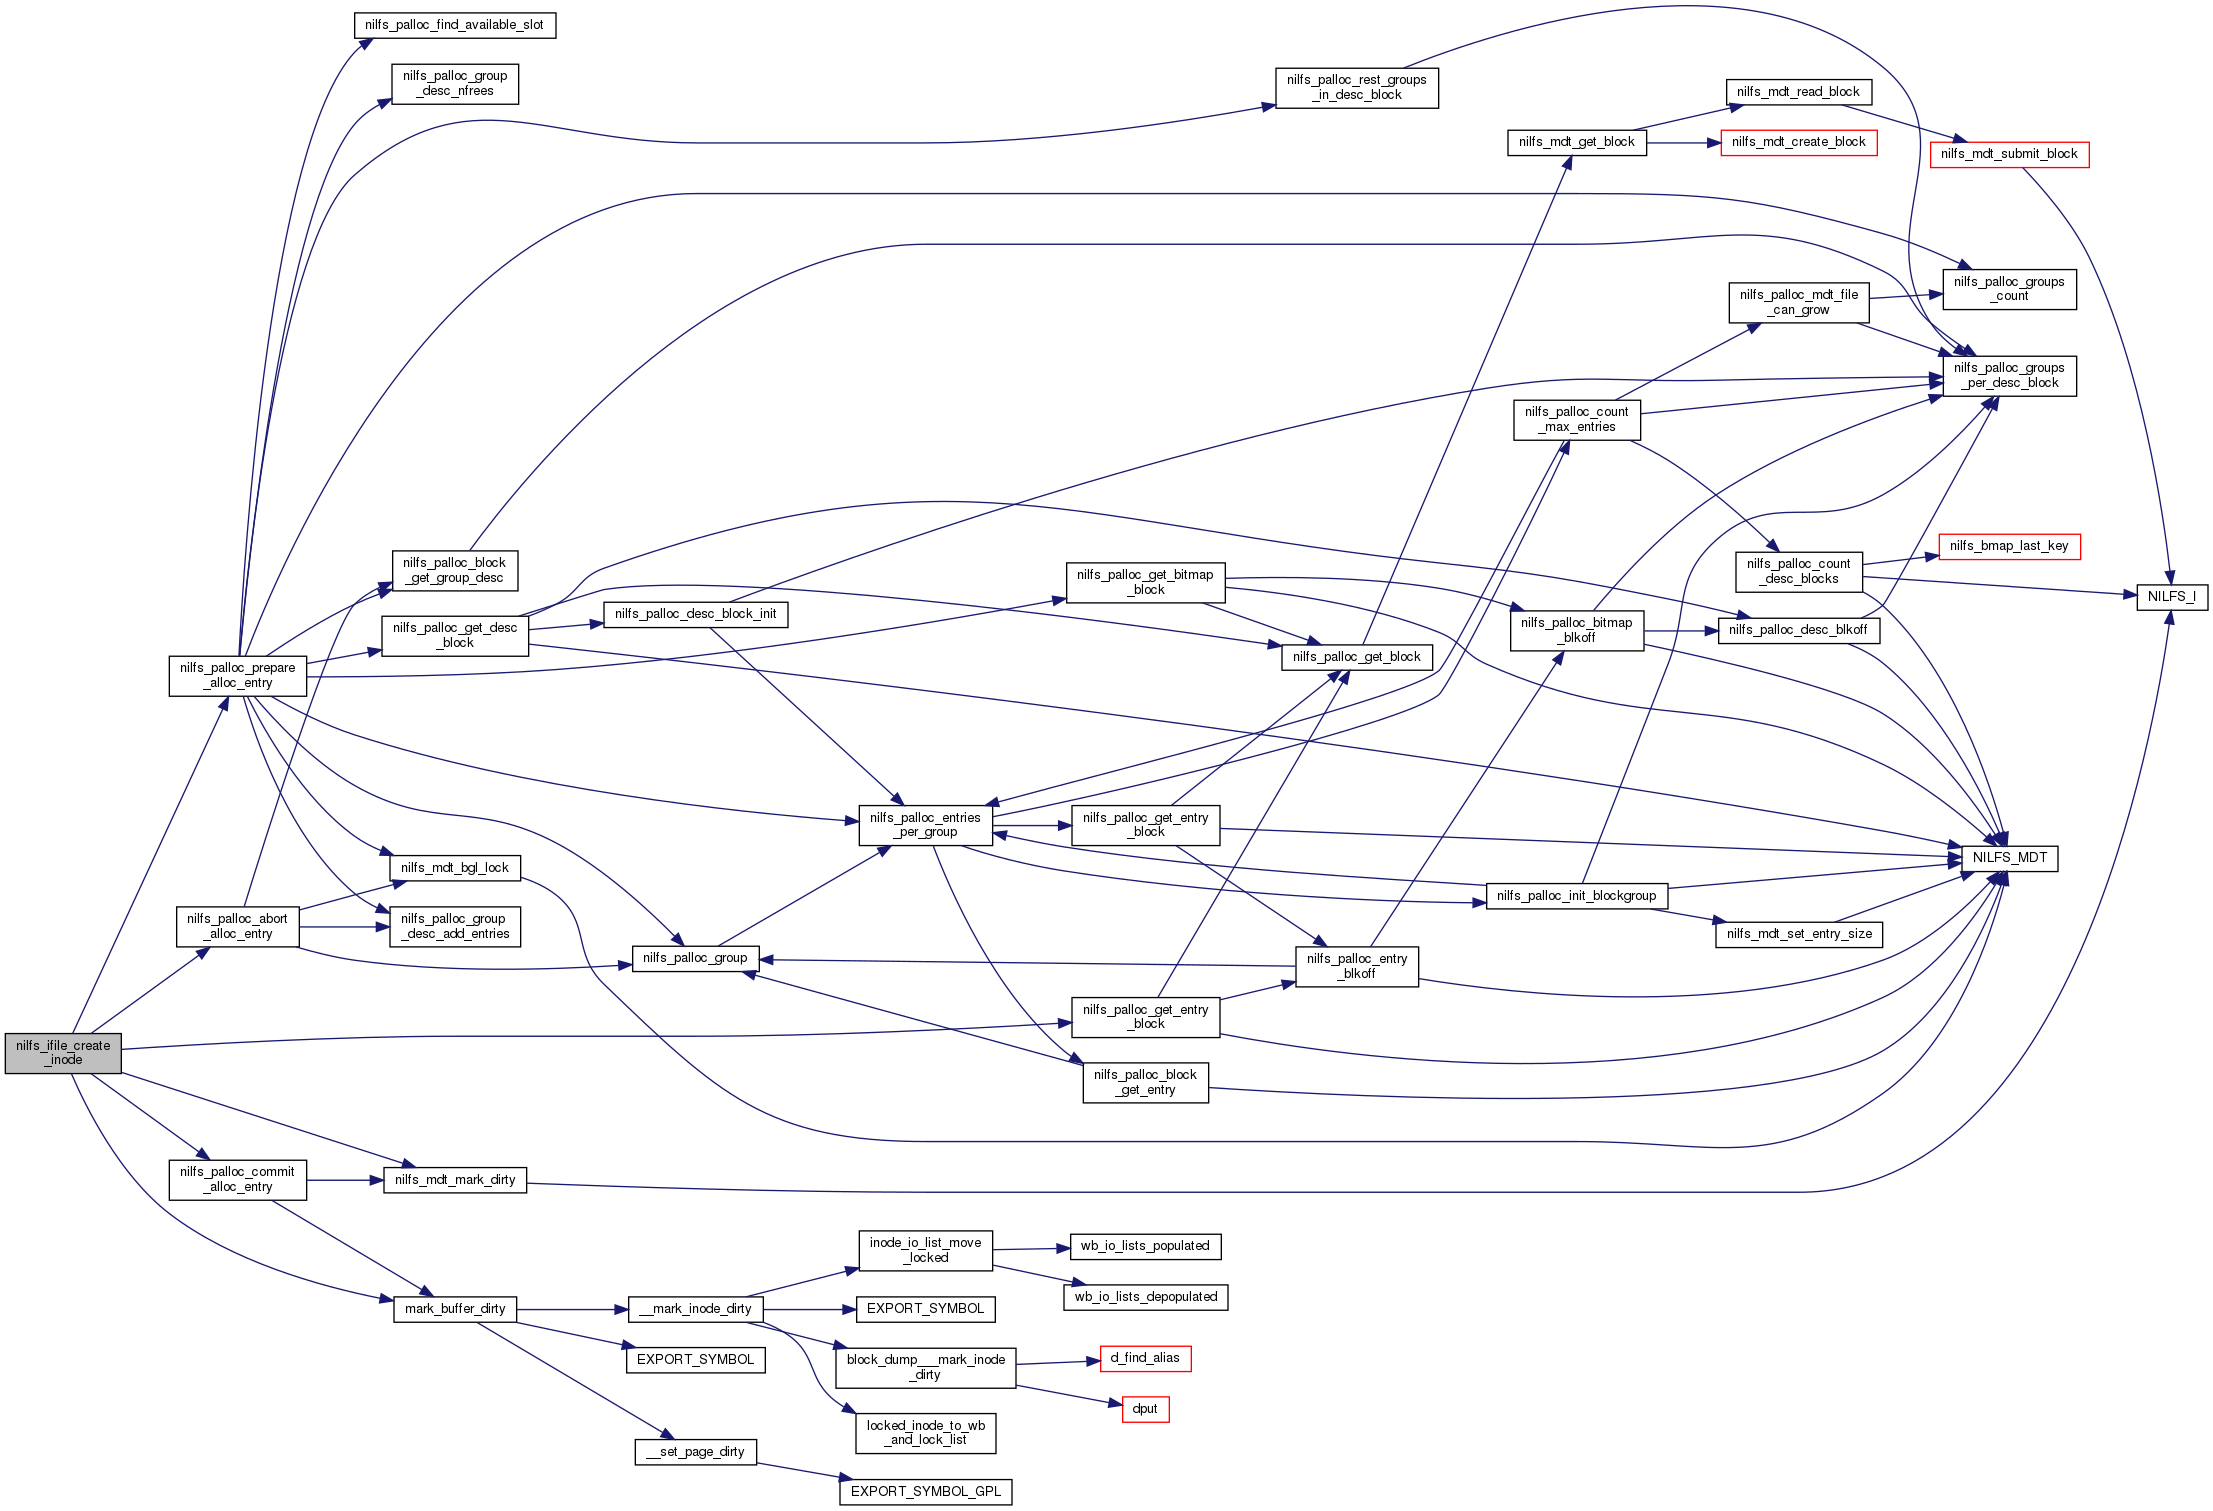 nilfs_palloc_find_available_slot
nilfs_palloc_group
_desc_nfrees
nilfs_palloc_rest_groups
_in_desc_block
nilfs_mdt_read_block
nilfs_mdt_get_block
nilfs_mdt_create_block
nilfs_mdt_submit_block
nilfs_palloc_groups
_count
nilfs_palloc_mdt_file
_can_grow
nilfs_palloc_groups
_per_desc_block
nilfs_palloc_count
_max_entries
nilfs_bmap_last_key
nilfs_palloc_block
_get_group_desc
nilfs_palloc_get_bitmap
_block
nilfs_palloc_count
_desc_blocks
NILFS_I
nilfs_palloc_get_desc
_block
nilfs_palloc_desc_block_init
nilfs_palloc_bitmap
_blkoff
nilfs_palloc_desc_blkoff
nilfs_palloc_get_block
nilfs_palloc_prepare
_alloc_entry
nilfs_palloc_entries
_per_group
nilfs_palloc_get_entry
_block
NILFS_MDT
nilfs_mdt_bgl_lock
nilfs_palloc_init_blockgroup
nilfs_palloc_abort
_alloc_entry
nilfs_palloc_group
_desc_add_entries
nilfs_mdt_set_entry_size
nilfs_palloc_group
nilfs_palloc_entry
_blkoff
nilfs_palloc_get_entry
_block
nilfs_ifile_create
_inode
nilfs_palloc_block
_get_entry
nilfs_palloc_commit
_alloc_entry
nilfs_mdt_mark_dirty
inode_io_list_move
_locked
wb_io_lists_populated
wb_io_lists_depopulated
mark_buffer_dirty
__mark_inode_dirty
EXPORT_SYMBOL
EXPORT_SYMBOL
block_dump___mark_inode
_dirty
d_find_alias
dput
locked_inode_to_wb
_and_lock_list
__set_page_dirty
EXPORT_SYMBOL_GPL